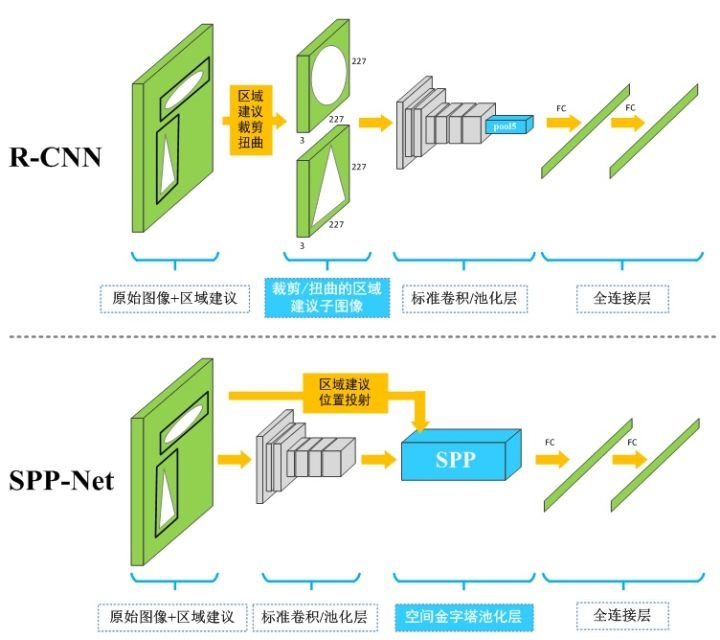 R-CNN
区域
建议
裁剪
扭曲
227
227
3
227
227
3
pool5
FC
FC
原始图像+区域建议
裁剪/扭曲的区域
建议子图像
标准卷积/池化层
全连接层
SPP-Net
区域建议
位置投射
SPP
FC
FC
原始图像+区域建议
标准卷积/池化层
空间金字塔池化层
全连接层